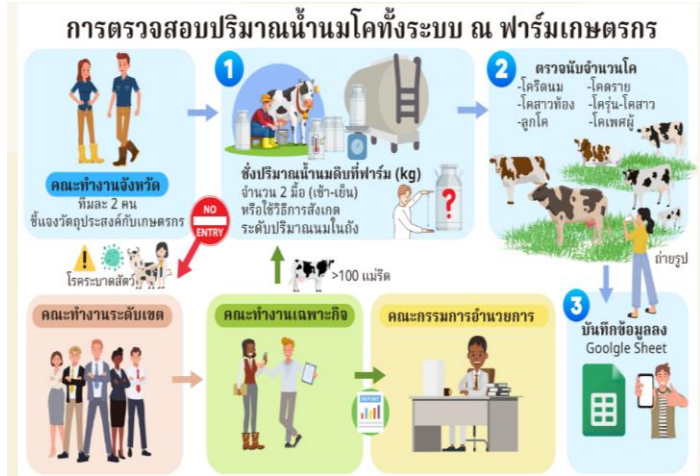 การตรวจสอบปริมาณน้ำนมโคทั้งระบบ ณ ฟาร์มเกษตรกร
คณะทำงานจังหวัด
ทีมละ 2 คน
ชี้แจงวัตถุประสงค์กับเกษตรกร
1
ชั่งปริมาณน้ำนมดิบที่ฟาร์ม (kg)
จำนวน 2 มื้อ (เช้า-เย็น)
หรือใช้วิธีการสังเกต
ระดับปริมาณนมในถัง
?
2
ตรวจนับจำนวนโค
-โครีดนม -โคดราย
-โคสาวท้อง -โครุ่น-โคสาว
-ลูกโค -โคเพศผู้
ถ่ายรูป
NO
ENTRY
โรคระบาดสัตว์
>100 แม่รีด
คณะทำงานระดับเขต
คณะทำงานเฉพาะกิจ
REPORT
คณะกรรมการอำนวยการ
3
บันทึกข้อมูลลง
Goolgle Sheet